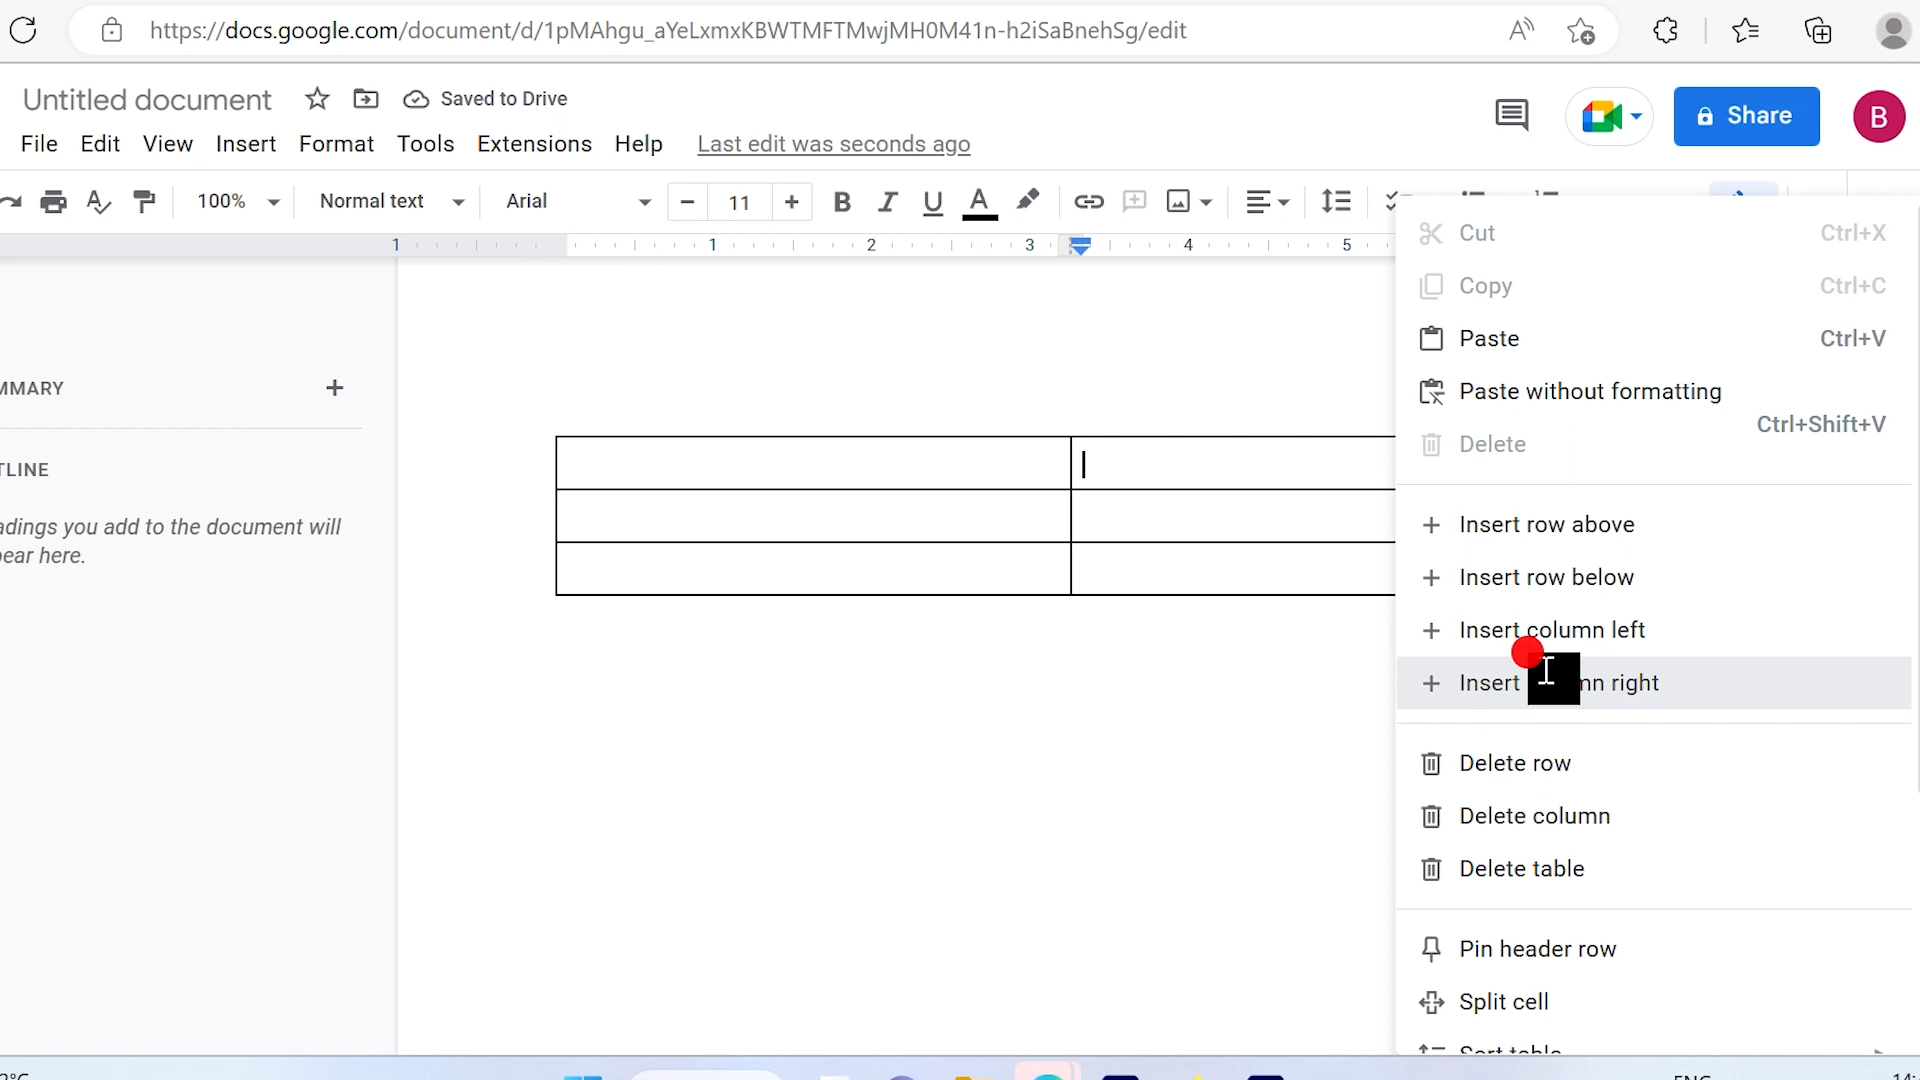 https://docs.google.com/document/d/1pMAhgu_aYeLxmxKBWTMFTMwjMH0M41n-h2iSaBnehSg/edit
Untitled document
Saved to Drive
Share
B
File Edit View Insert Format Tools Extensions Help Last edit was seconds ago
100% Normal text Arial 11 B I U A
1 1 2 3 4 5
Cut Ctrl+X
Copy Ctrl+C
Paste Ctrl+V
Paste without formatting
Ctrl+Shift+V
Delete
MMARY
TLINE
adings you add to the document will
pear here.
Insert row above
Insert row below
Insert column left
Insert mn right
Delete row
Delete column
Delete table
Pin header row
Split cell
Sort table
ENG